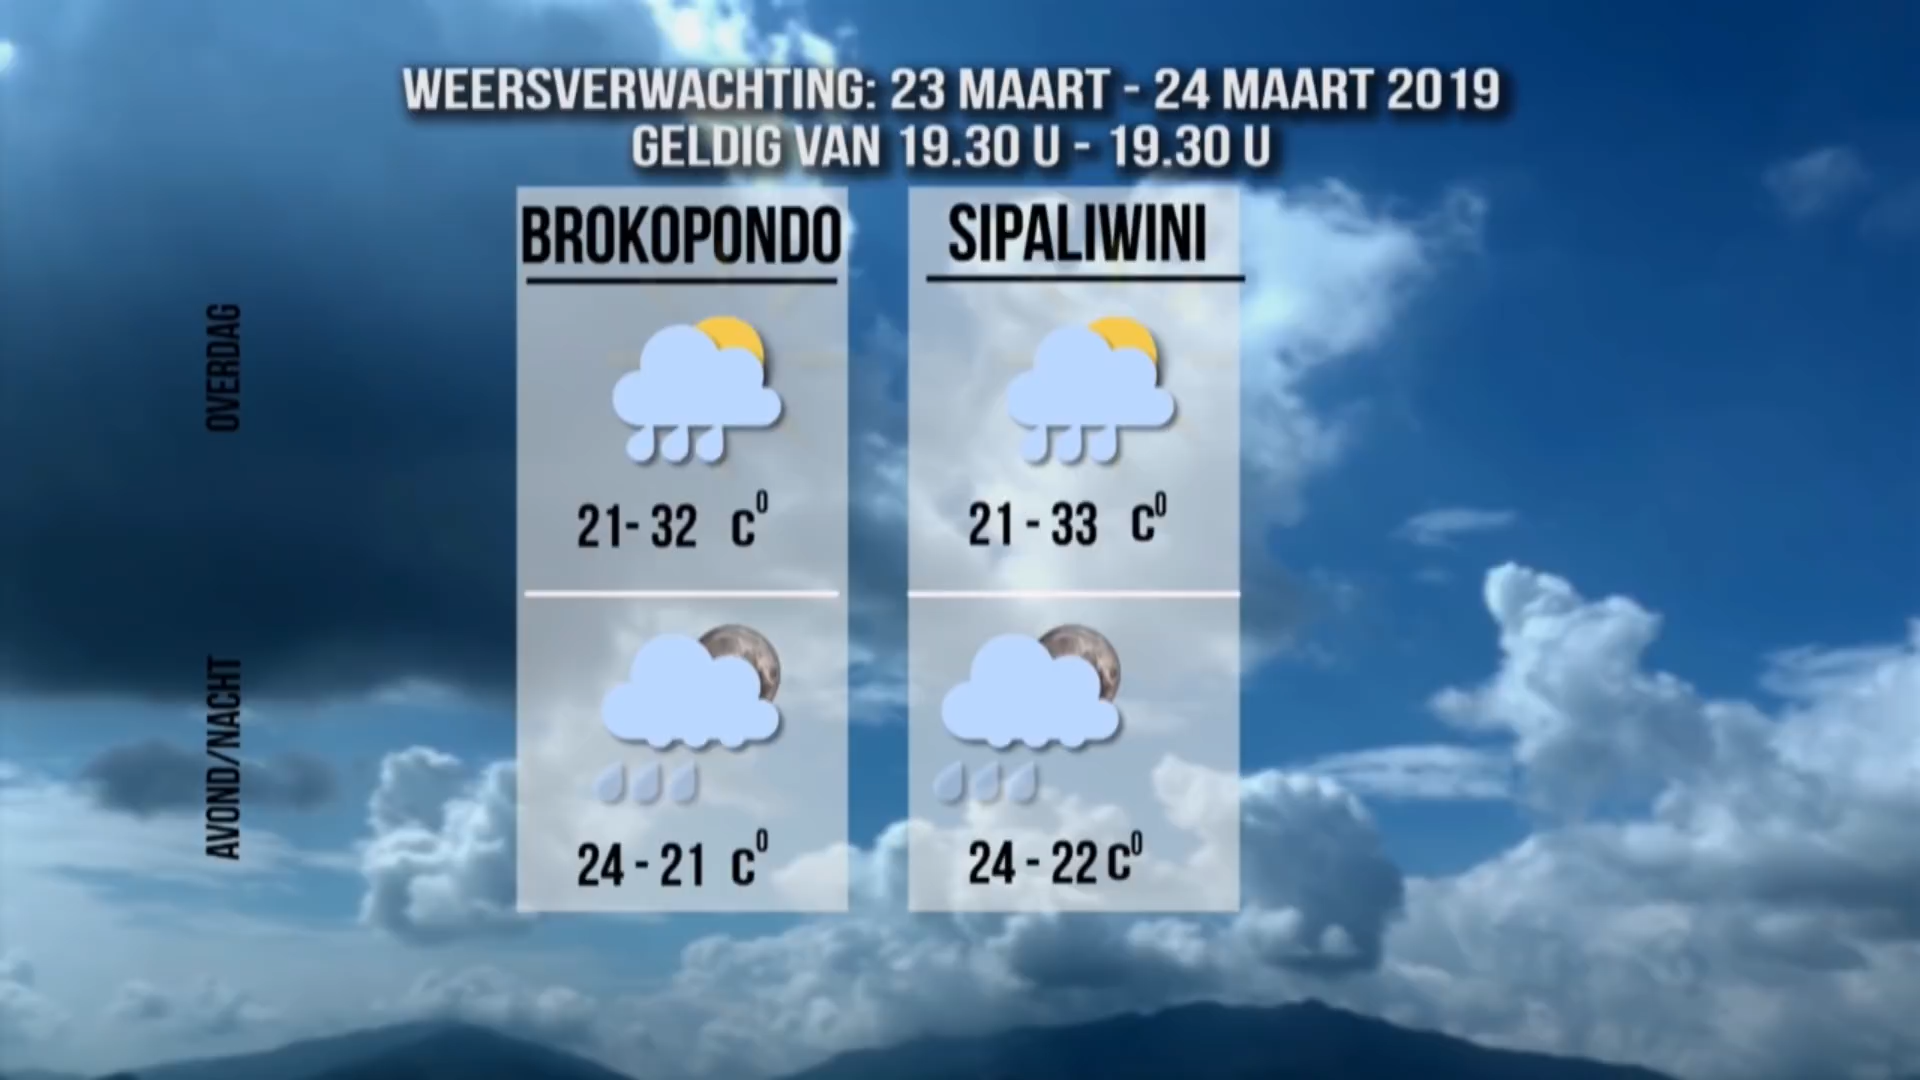 WEERSVERWACHTING: 23 MAART - 24 MAART 2019
GELDIG VAN 19.30 U - 19.30 U
BROKOPONDO
SIPALIWINI
OVERDAG
21- 32 C⁰
21 - 33 C⁰
AVOND/NACHT
24 - 21 C⁰
24 - 22 C⁰